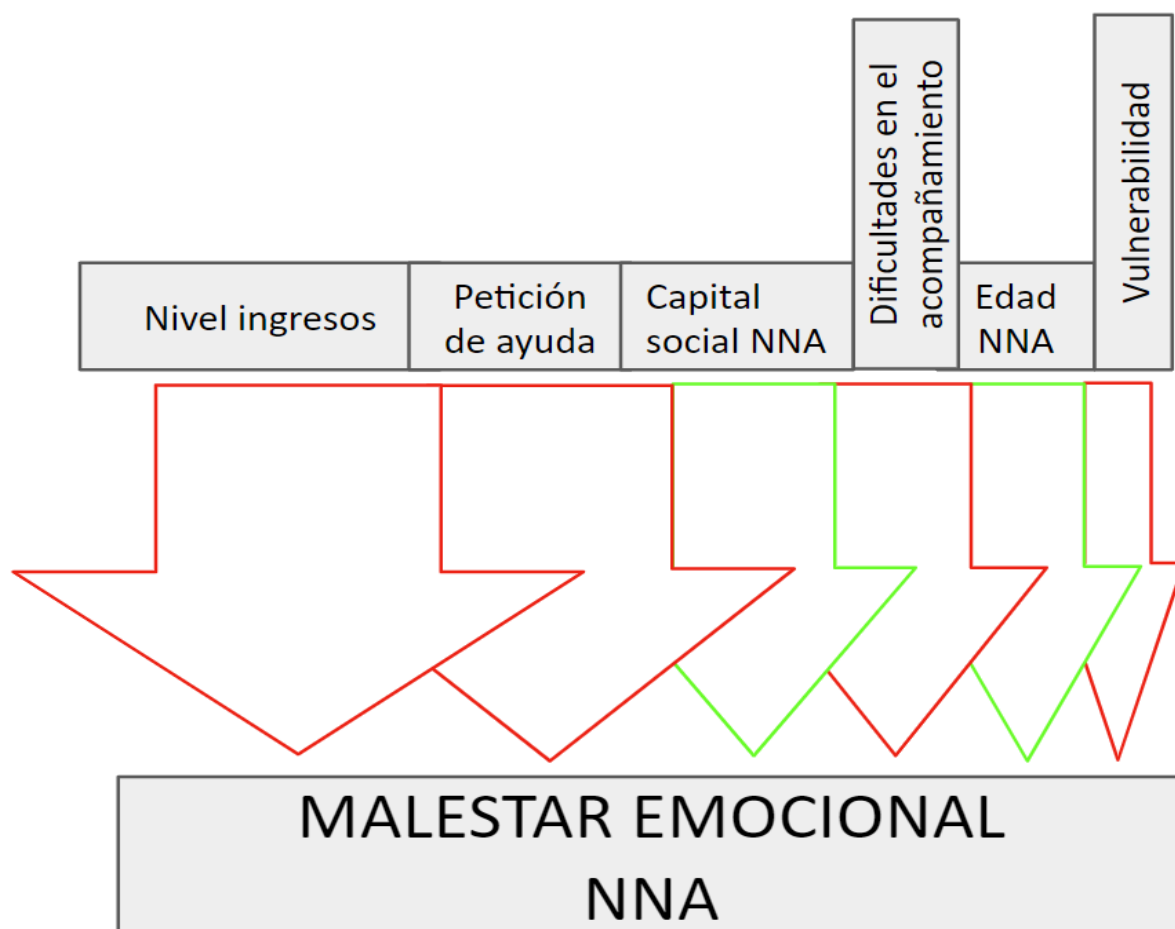 Nivel ingresos
Petición
de ayuda
Capital
social NNA
Dificultades en el
acompañamiento
Edad
NNA
Vulnerabilidad
MALESTAR EMOCIONAL
NNA